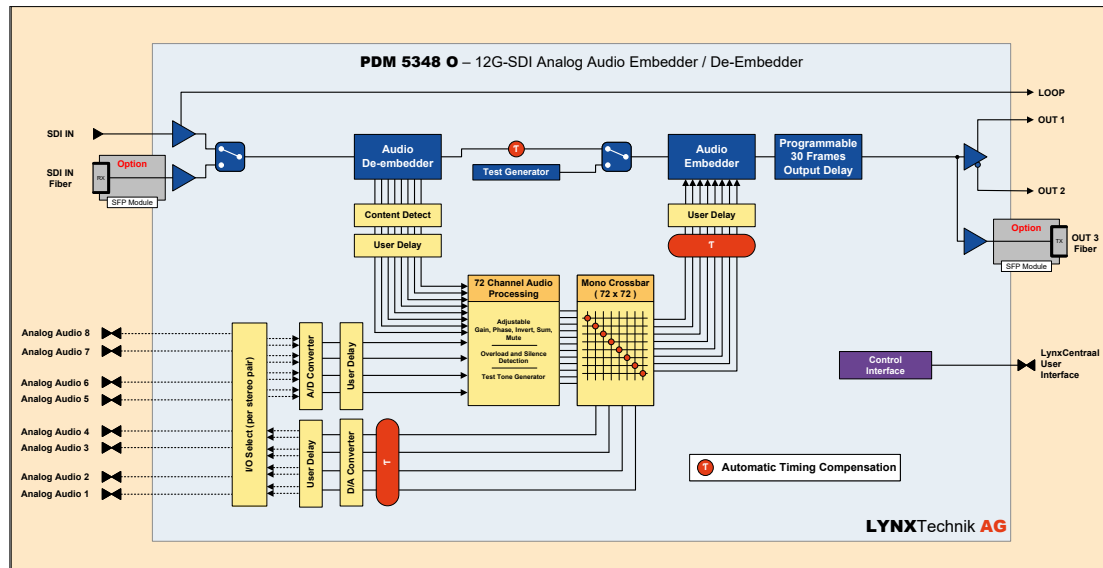 PDM 5348 O – 12G-SDI Analog Audio Embedder / De-Embedder
LOOP
SDI IN
OUT 1
Option
RX
SDI IN
Fiber
SFP Module
Audio
De-embedder
τ
Test Generator
Audio
Embedder
Programmable
30 Frames
Output Delay
OUT 2
Content Detect
User Delay
User Delay
τ
Option
TX
OUT 3
Fiber
SFP Module
72 Channel Audio
Processing
Adjustable
Gain, Phase, Invert, Sum,
Mute
Overload and Silence
Detection
Test Tone Generator
Mono Crossbar
( 72 x 72 )
Analog Audio 8
Analog Audio 7
Analog Audio 6
Analog Audio 5
Analog Audio 4
Analog Audio 3
Analog Audio 2
Analog Audio 1
I/O Select (per stereo pair)
A/D Converter
User Delay
User Delay
D/A Converter
τ
Control
Interface
LynxCentraal
User
Interface
τ Automatic Timing Compensation
LYNXTechnik AG